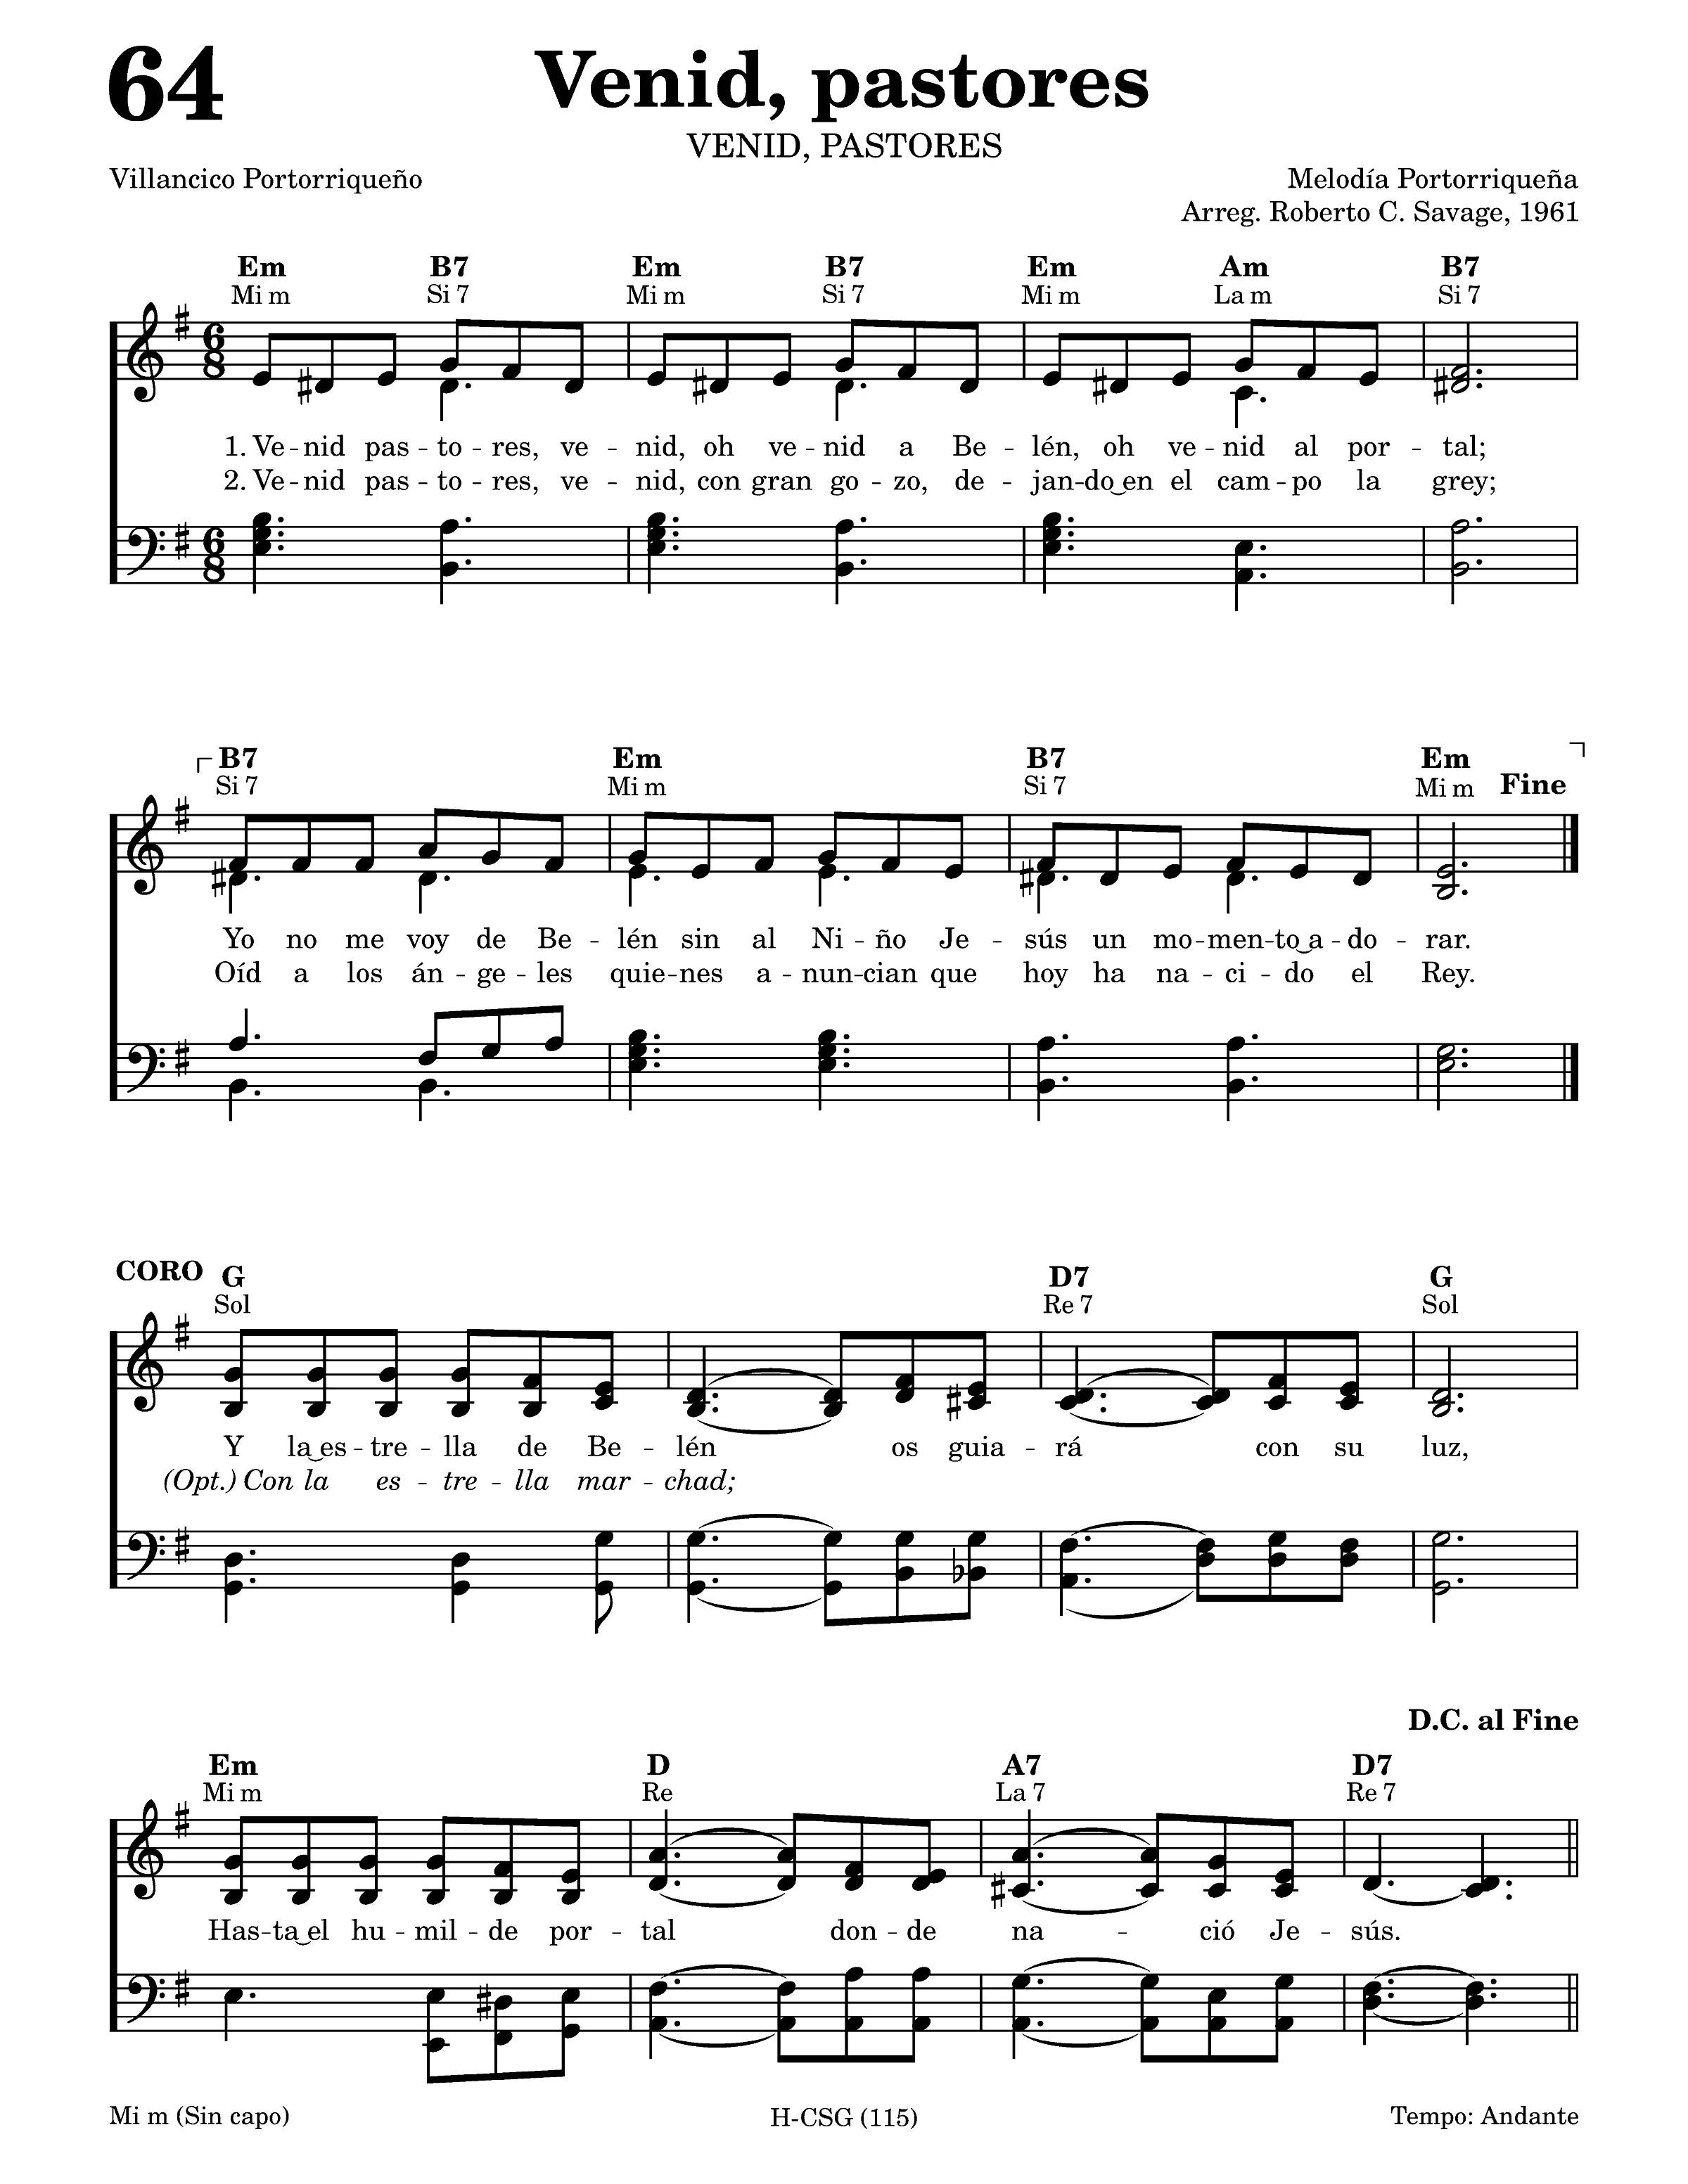 64
Venid, pastores
VENID, PASTORES
Villancico Portorriqueño
Melodía Portorriqueña
Arreg. Roberto C. Savage, 1961
Em B7 Em B7 Em Am B7
Mi m Si 7 Mi m Si 7 Mi m La m Si 7
6 8
1. Ve -- nid pas -- to -- res, ve -- nid, oh ve -- nid a Be -- lén, oh ve -- nid al por -- tal;
2. Ve -- nid pas -- to -- res, ve -- nid, con gran go -- zo, de -- jan -- do‿en el cam -- po la grey;
6 8
B7 Em B7 Em
Si 7 Mi m Si 7 Mi m Fine
Yo no me voy de Be -- lén sin al Ni -- ño Je -- sús un mo -- men -- to‿a -- do -- rar.
Oíd a los án -- ge -- les quie -- nes a -- nun -- cian que hoy ha na -- ci -- do el Rey.
CORO G D7 G
Sol Re 7 Sol
Y la‿es -- tre -- lla de Be -- lén os guia -- rá con su luz,
(Opt.) Con la es -- tre -- lla mar -- chad;
D.C. al Fine
Em D A7 D7
Mi m Re La 7 Re 7
Has -- ta‿el hu -- mil -- de por -- tal don -- de na -- ció Je -- sús.
Mi m (Sin capo)
H-CSG (115)
Tempo: Andante